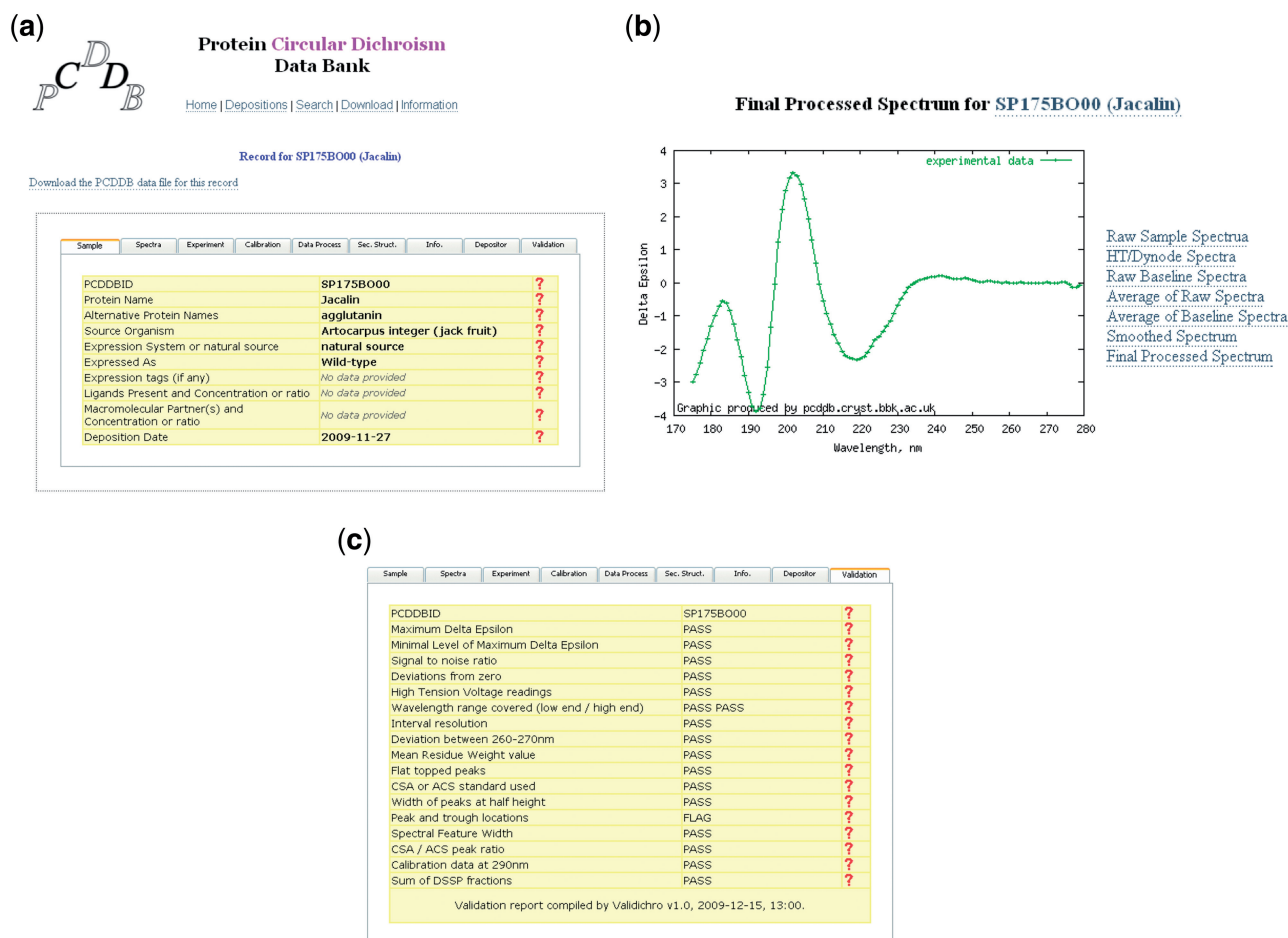 (a)
P C D D B
Protein Circular Dichroism
Data Bank
Home | Depositions | Search | Download | Information
Record for SP175BO00 (Jacalin)
Download the PCDDB data file for this record
Sample Spectra Experiment Calibration Data Process Sec. Struct. Info. Depositor Validation
PCDDBID SP175BO00 ?
Protein Name Jacalin ?
Alternative Protein Names agglutanin ?
Source Organism Artocarpus integer (jack fruit) ?
Expression System or natural source natural source ?
Expressed As Wild-type ?
Expression tags (if any) No data provided ?
Ligands Present and Concentration or ratio No data provided ?
Macromolecular Partner(s) and
Concentration or ratio No data provided ?
Deposition Date 2009-11-27 ?
(b)
Final Processed Spectrum for SP175BO00 (Jacalin)
experimental data
4
3
2
1
0
-1
-2
-3
-4
Delta Epsilon
Graphic produced by pcddb.cryst.bbk.ac.uk
170 180 190 200 210 220 230 240 250 260 270 280
Wavelength, nm
Raw Sample Spectrua
HT/Dynode Spectra
Raw Baseline Spectra
Average of Raw Spectra
Average of Baseline Spectra
Smoothed Spectrum
Final Processed Spectrum
(c)
Sample Spectra Experiment Calibration Data Process Sec. Struct. Info. Depositor Validation
PCDDBID SP175BO00 ?
Maximum Delta Epsilon PASS ?
Minimal Level of Maximum Delta Epsilon PASS ?
Signal to noise ratio PASS ?
Deviations from zero PASS ?
High Tension Voltage readings PASS ?
Wavelength range covered (low end / high end) PASS PASS ?
Interval resolution PASS ?
Deviation between 260-270nm PASS ?
Mean Residue Weight value PASS ?
Flat topped peaks PASS ?
CSA or ACS standard used PASS ?
Width of peaks at half height PASS ?
Peak and trough locations FLAG ?
Spectral Feature Width PASS ?
CSA / ACS peak ratio PASS ?
Calibration data at 290nm PASS ?
Sum of DSSP fractions PASS ?
Validation report compiled by Validichro v1.0, 2009-12-15, 13:00.